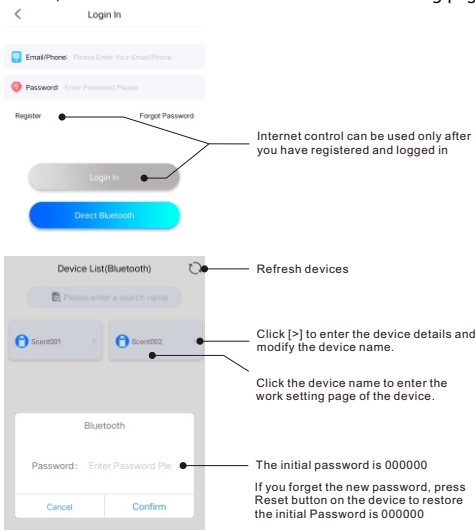 Login In
Email/Phone: Please Enter Your Email/Phone
Password: Enter Password Please
Register Forgot Password
Internet control can be used only after
you have registered and logged in
Login In
Direct Bluetooth
Device List(Bluetooth)
Refresh devices
Please enter a search name
Scent001 >
Scent002 >
Click [>] to enter the device details and
modify the device name.
Click the device name to enter the
work setting page of the device.
Bluetooth
Password: Enter Password Ple
The initial password is 000000
If you forget the new password, press
Reset button on the device to restore
the initial Password is 000000
Cancel Confirm